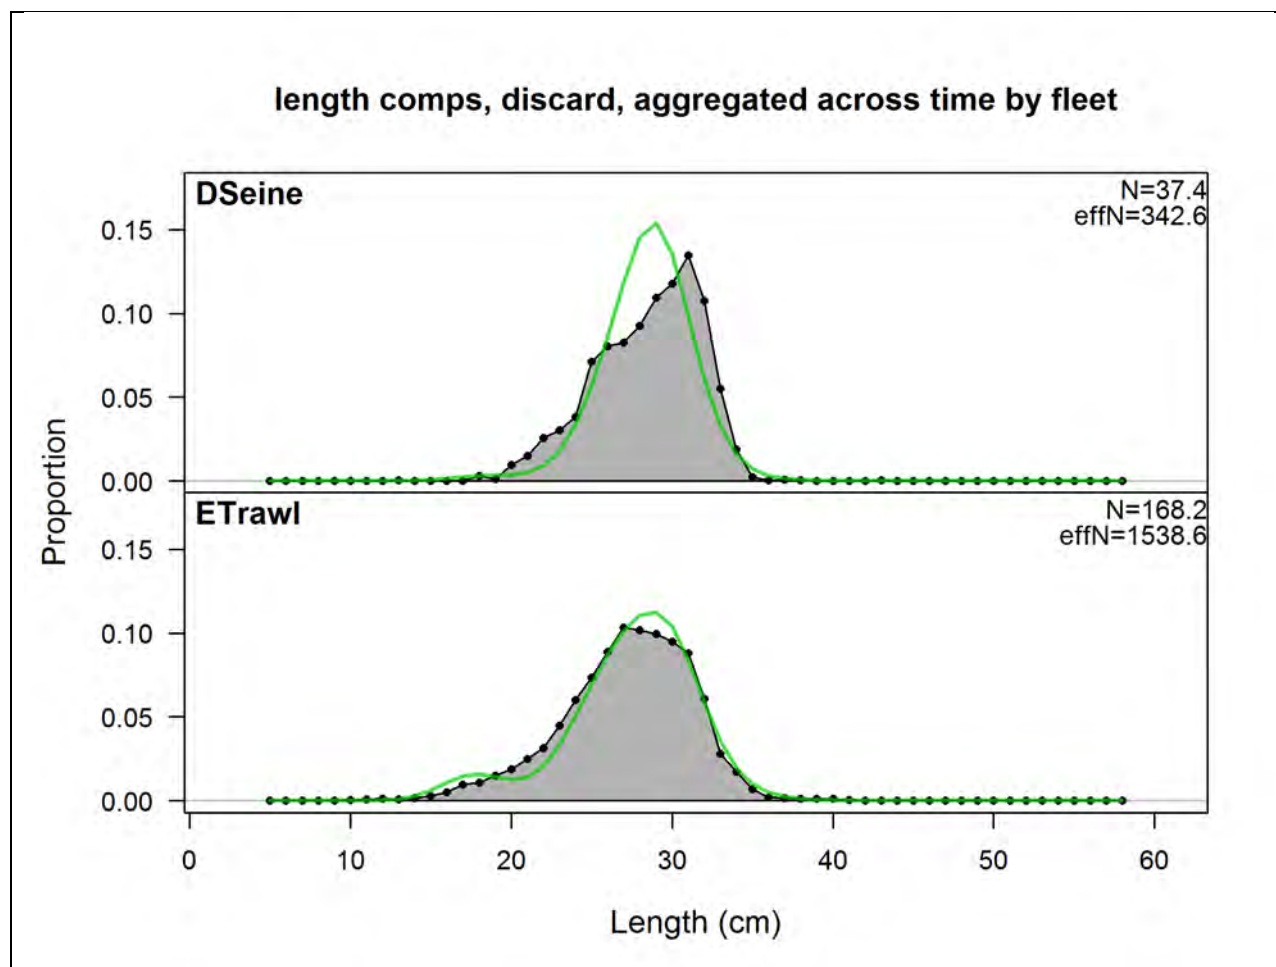 length comps, discard, aggregated across time by fleet
DSeine
N=37.4
effN=342.6
0.15
0.10
0.05
0.00
ETrawl
N=168.2
effN=1538.6
0.15
0.10
0.05
0.00
Proportion
0 10 20 30 40 50 60
Length (cm)